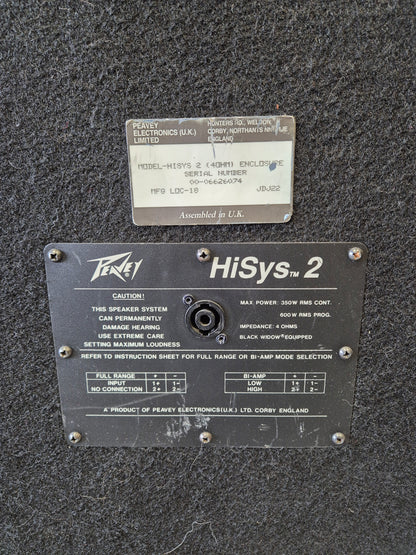 PEAVEY
ELECTRONICS (U.K.)
LIMITED
HUNTERS RD., WELDON
CORBY, NORTHANTS
ENGLAND
MODEL-HISYS 2 (4OHM) ENCLOSURE
SERIAL NUMBER
00-06626074
MFG LOC-18 JDJ22
Assembled in U.K.
PEAVEY®
HiSys™ 2
CAUTION!
THIS SPEAKER SYSTEM
CAN PERMANENTLY
DAMAGE HEARING
USE EXTREME CARE
SETTING MAXIMUM LOUDNESS
MAX. POWER: 350W RMS CONT.
600W RMS PROG.
IMPEDANCE: 4 OHMS
BLACK WIDOW® EQUIPPED
REFER TO INSTRUCTION SHEET FOR FULL RANGE OR BI-AMP MODE SELECTION
FULL RANGE + −
INPUT 1+ 1−
NO CONNECTION 2+ 2−
BI-AMP + −
LOW 1+ 1−
HIGH 2+ 2−
A PRODUCT OF PEAVEY ELECTRONICS (U.K.) LTD. CORBY ENGLAND